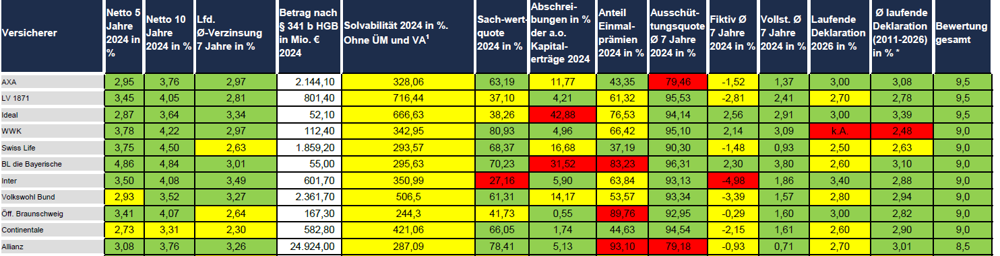 Versicherer | Netto 5 Jahre 2024 in % | Netto 10 Jahre 2024 in % | Lfd. Ø-Verzinsung 7 Jahre in % | Betrag nach § 341 b HGB in Mio. € 2024 | Solvabilität 2024 in %. Ohne ÜM und VA¹ | Sach-wert-quote 2024 in % | Abschrei-bungen in % der a.o. Kapital-erträge 2024 | Anteil Einmal-prämien 2024 in % | Ausschüt-tungsquote Ø 7 Jahre 2024 in % | Fiktiv Ø 7 Jahre 2024 in % | Vollst. Ø 7 Jahre 2024 in % | Laufende Deklaration 2026 in % | Ø laufende Deklaration (2011-2026) in % * | Bewertung gesamt
AXA | 2,95 | 3,76 | 2,97 | 2.144,10 | 328,06 | 63,19 | 11,77 | 43,35 | 79,46 | -1,52 | 1,37 | 3,00 | 3,08 | 9,5
LV 1871 | 3,45 | 4,05 | 2,81 | 801,40 | 716,44 | 37,10 | 4,21 | 61,32 | 95,53 | -2,81 | 2,41 | 2,70 | 2,78 | 9,5
Ideal | 2,87 | 3,64 | 3,34 | 52,10 | 666,63 | 38,26 | 42,88 | 76,53 | 94,14 | 2,56 | 2,91 | 3,00 | 3,39 | 9,5
WWK | 3,78 | 4,22 | 2,97 | 112,40 | 342,95 | 80,93 | 4,96 | 66,42 | 95,10 | 2,14 | 3,09 | k.A. | 2,48 | 9,0
Swiss Life | 3,75 | 4,50 | 2,63 | 1.859,20 | 293,57 | 68,37 | 16,68 | 37,19 | 90,30 | -1,48 | 0,93 | 2,50 | 2,63 | 9,0
BL die Bayerische | 4,86 | 4,84 | 3,01 | 55,00 | 295,63 | 70,23 | 31,52 | 83,23 | 96,31 | 2,30 | 3,80 | 2,60 | 3,10 | 9,0
Inter | 3,50 | 4,08 | 3,49 | 601,70 | 350,99 | 27,16 | 5,90 | 63,84 | 93,13 | -4,98 | 1,86 | 3,40 | 2,88 | 9,0
Volkswohl Bund | 2,93 | 3,52 | 3,27 | 2.361,70 | 506,5 | 61,31 | 14,17 | 53,57 | 93,34 | -3,39 | 1,57 | 2,80 | 2,94 | 9,0
Öff. Braunschweig | 3,41 | 4,07 | 2,64 | 167,30 | 244,3 | 41,73 | 0,55 | 89,76 | 92,95 | -0,29 | 1,60 | 3,00 | 2,82 | 9,0
Continentale | 2,73 | 3,31 | 2,30 | 582,80 | 421,06 | 66,05 | 1,74 | 44,63 | 94,54 | -2,15 | 1,61 | 2,60 | 2,90 | 9,0
Allianz | 3,08 | 3,76 | 3,26 | 24.924,00 | 287,09 | 78,41 | 5,13 | 93,10 | 79,18 | -0,93 | 0,71 | 2,70 | 3,01 | 8,5